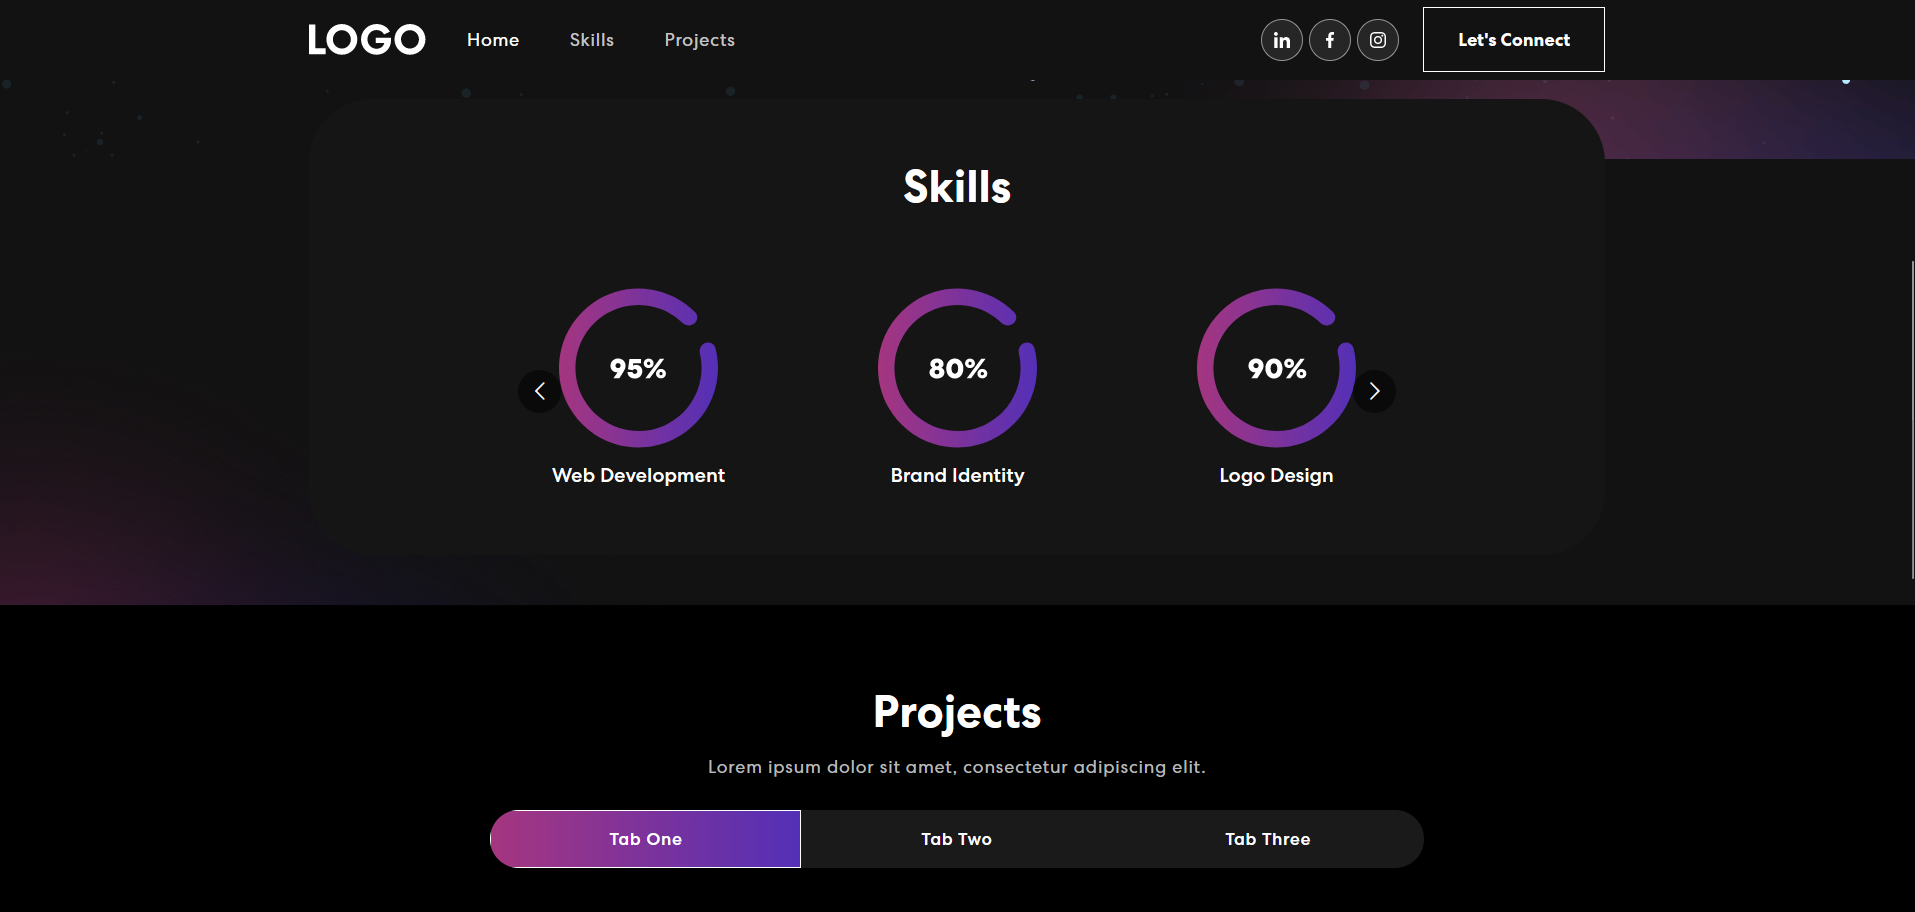 LOGO Home Skills Projects Let's Connect
Skills
95% 80% 90%
Web Development Brand Identity Logo Design
Projects
Lorem ipsum dolor sit amet, consectetur adipiscing elit.
Tab One Tab Two Tab Three